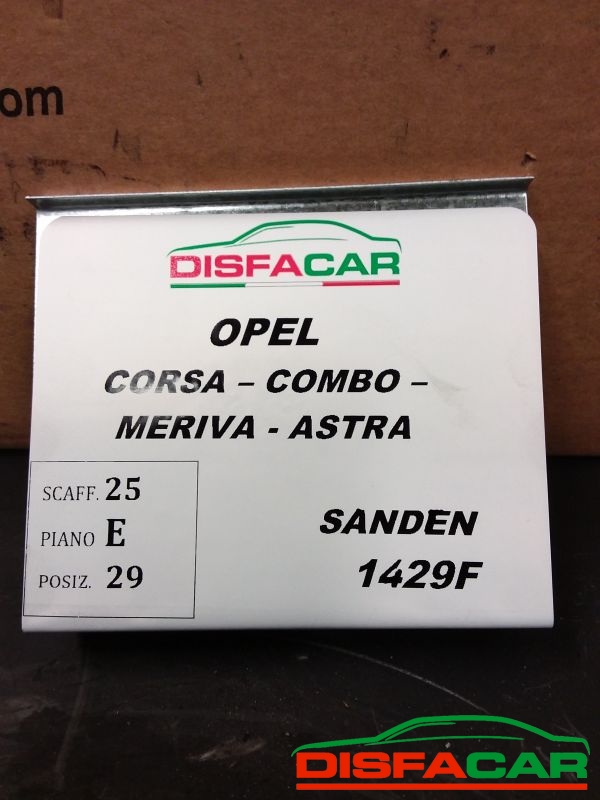 om
DISFACAR
OPEL
CORSA – COMBO –
MERIVA - ASTRA
SCAFF. 25
PIANO E
POSIZ. 29
SANDEN
1429F
DISFACAR